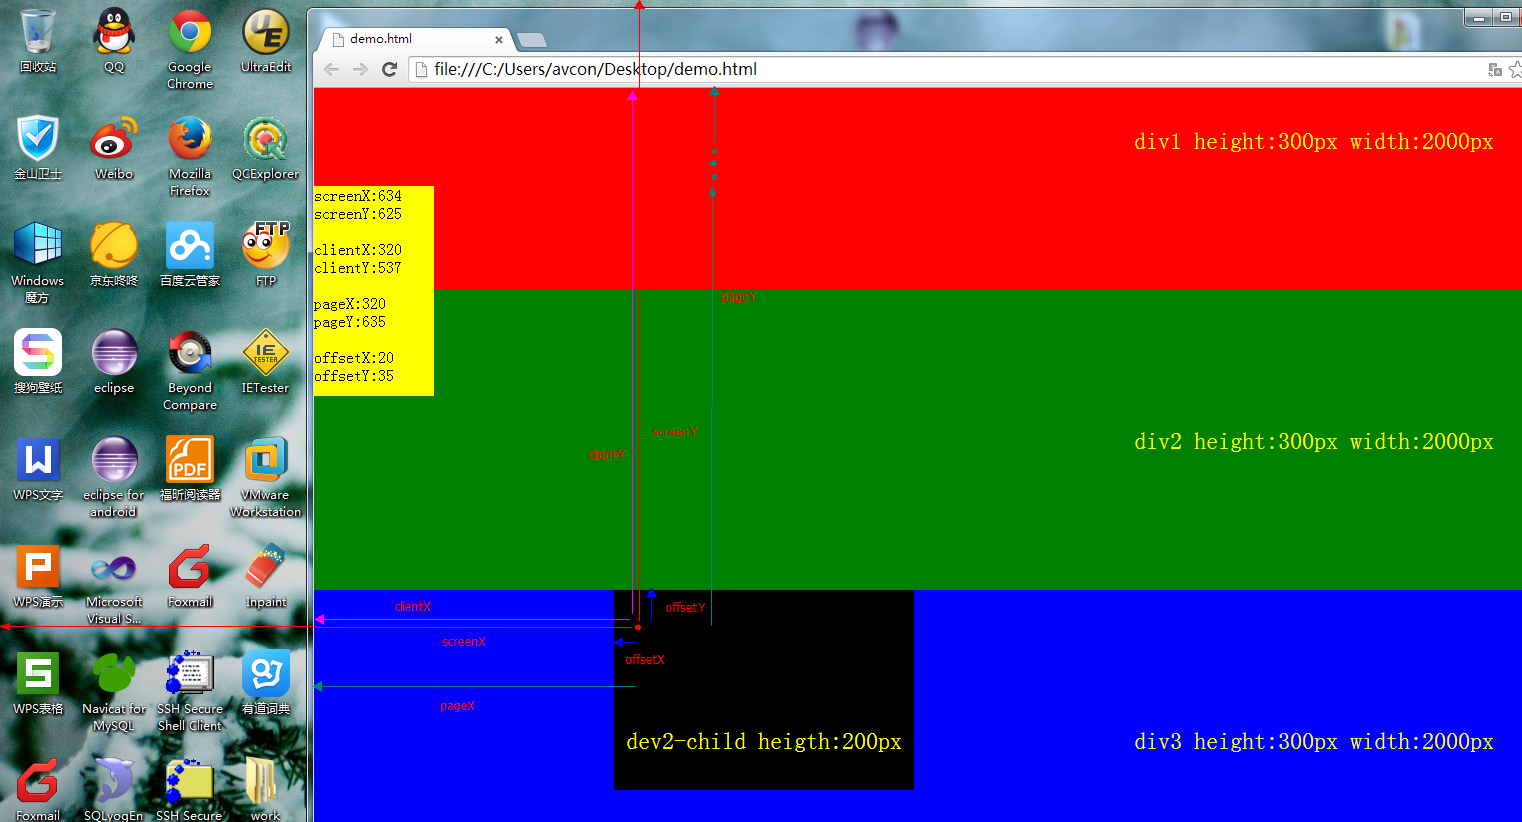 回收站
QQ
Google
Chrome
UltraEdit
金山卫士
Weibo
Mozilla
Firefox
QCExplorer
Windows
魔方
京东咚咚
百度云管家
FTP
FTP
搜狗壁纸
eclipse
Beyond
Compare
IE
TESTER
IETester
W
WPS文字
eclipse for
android
PDF
福昕阅读器
VMware
Workstation
P
WPS演示
Microsoft
Visual S...
Foxmail
Inpaint
S
WPS表格
Navicat for
MySQL
SSH Secure
Shell Client
有道词典
Foxmail
SQLyogEn
SSH Secure
work
demo.html
file:///C:/Users/avcon/Desktop/demo.html
div1 height:300px width:2000px
screenX:634
screenY:625
clientX:320
clientY:537
pageX:320
pageY:635
offsetX:20
offsetY:35
pageY
screenY
clientY
div2 height:300px width:2000px
clientX
offsetY
screenX
offsetX
pageX
dev2-child heigth:200px
div3 height:300px width:2000px